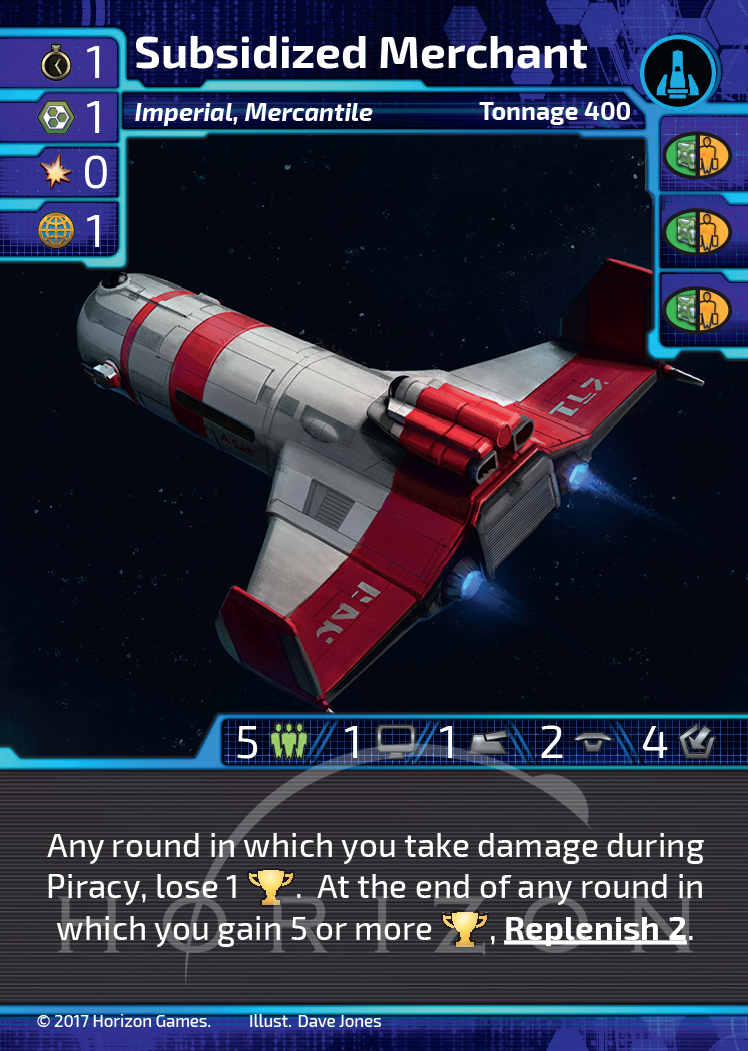 Subsidized Merchant
Imperial, Mercantile Tonnage 400
1
1
0
1
5 1 1 2 4
Any round in which you take damage during
Piracy, lose 1 . At the end of any round in
which you gain 5 or more , Replenish 2.
HORIZON
© 2017 Horizon Games. Illust. Dave Jones